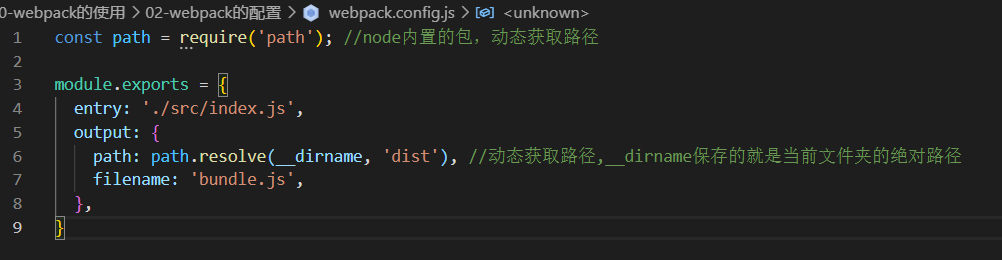 0-webpack的使用 > 02-webpack的配置 > webpack.config.js > <unknown>
1 const path = require('path'); //node内置的包，动态获取路径
2
3 module.exports = {
4 entry: './src/index.js',
5 output: {
6 path: path.resolve(__dirname, 'dist'), //动态获取路径,__dirname保存的就是当前文件夹的绝对路径
7 filename: 'bundle.js',
8 },
9 }